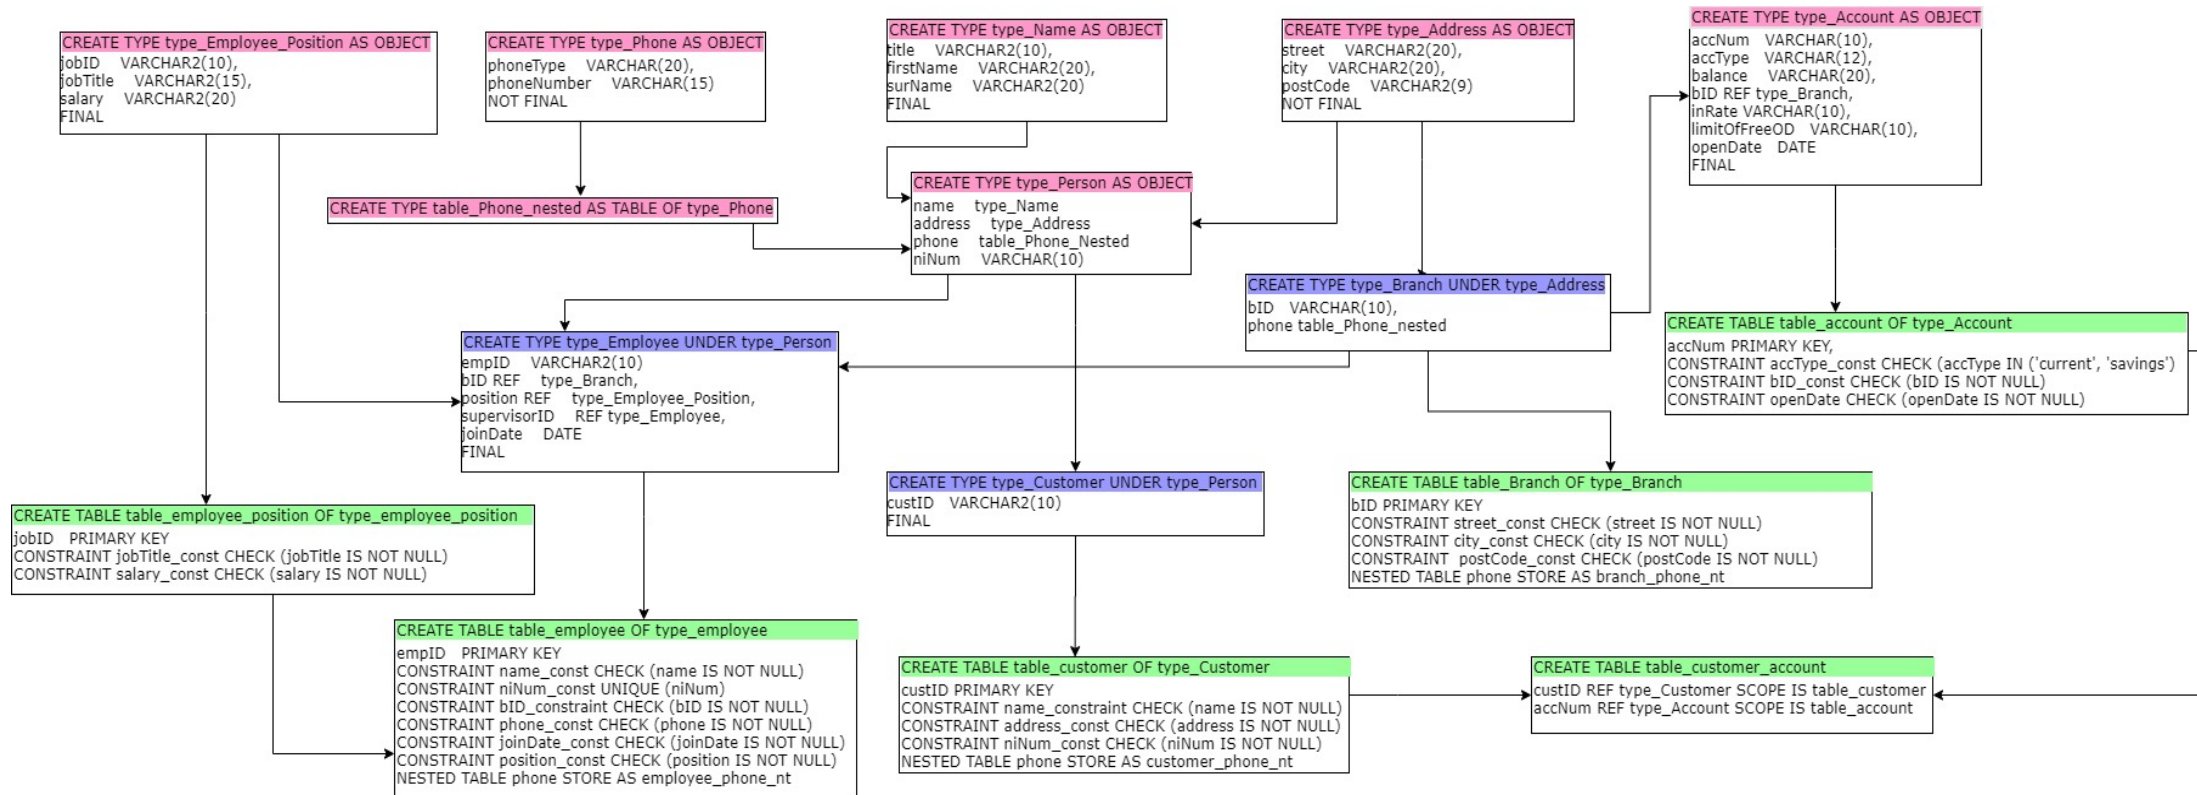 CREATE TYPE type_Employee_Position AS OBJECT
jobID VARCHAR2(10),
jobTitle VARCHAR2(15),
salary VARCHAR2(20)
FINAL
CREATE TYPE type_Phone AS OBJECT
phoneType VARCHAR(20),
phoneNumber VARCHAR(15)
NOT FINAL
CREATE TYPE type_Name AS OBJECT
title VARCHAR2(10),
firstName VARCHAR2(20),
surName VARCHAR2(20)
FINAL
CREATE TYPE type_Address AS OBJECT
street VARCHAR2(20),
city VARCHAR2(20),
postCode VARCHAR2(9)
NOT FINAL
CREATE TYPE type_Account AS OBJECT
accNum VARCHAR(10),
accType VARCHAR(12),
balance VARCHAR(20),
bID REF type_Branch,
inRate VARCHAR(10),
limitOfFreeOD VARCHAR(10),
openDate DATE
FINAL
CREATE TYPE table_Phone_nested AS TABLE OF type_Phone
CREATE TYPE type_Person AS OBJECT
name type_Name
address type_Address
phone table_Phone_Nested
niNum VARCHAR(10)
CREATE TYPE type_Branch UNDER type_Address
bID VARCHAR(10),
phone table_Phone_nested
CREATE TABLE table_account OF type_Account
accNum PRIMARY KEY,
CONSTRAINT accType_const CHECK (accType IN ('current', 'savings')
CONSTRAINT bID_const CHECK (bID IS NOT NULL)
CONSTRAINT openDate CHECK (openDate IS NOT NULL)
CREATE TYPE type_Employee UNDER type_Person
empID VARCHAR2(10)
bID REF type_Branch,
position REF type_Employee_Position,
supervisorID REF type_Employee,
joinDate DATE
FINAL
CREATE TYPE type_Customer UNDER type_Person
custID VARCHAR2(10)
FINAL
CREATE TABLE table_Branch OF type_Branch
bID PRIMARY KEY
CONSTRAINT street_const CHECK (street IS NOT NULL)
CONSTRAINT city_const CHECK (city IS NOT NULL)
CONSTRAINT postCode_const CHECK (postCode IS NOT NULL)
NESTED TABLE phone STORE AS branch_phone_nt
CREATE TABLE table_employee_position OF type_employee_position
jobID PRIMARY KEY
CONSTRAINT jobTitle_const CHECK (jobTitle IS NOT NULL)
CONSTRAINT salary_const CHECK (salary IS NOT NULL)
CREATE TABLE table_employee OF type_employee
empID PRIMARY KEY
CONSTRAINT name_const CHECK (name IS NOT NULL)
CONSTRAINT niNum_const UNIQUE (niNum)
CONSTRAINT bID_constraint CHECK (bID IS NOT NULL)
CONSTRAINT phone_const CHECK (phone IS NOT NULL)
CONSTRAINT joinDate_const CHECK (joinDate IS NOT NULL)
CONSTRAINT position_const CHECK (position IS NOT NULL)
NESTED TABLE phone STORE AS employee_phone_nt
CREATE TABLE table_customer OF type_Customer
custID PRIMARY KEY
CONSTRAINT name_constraint CHECK (name IS NOT NULL)
CONSTRAINT address_const CHECK (address IS NOT NULL)
CONSTRAINT niNum_const CHECK (niNum IS NOT NULL)
NESTED TABLE phone STORE AS customer_phone_nt
CREATE TABLE table_customer_account
custID REF type_Customer SCOPE IS table_customer
accNum REF type_Account SCOPE IS table_account